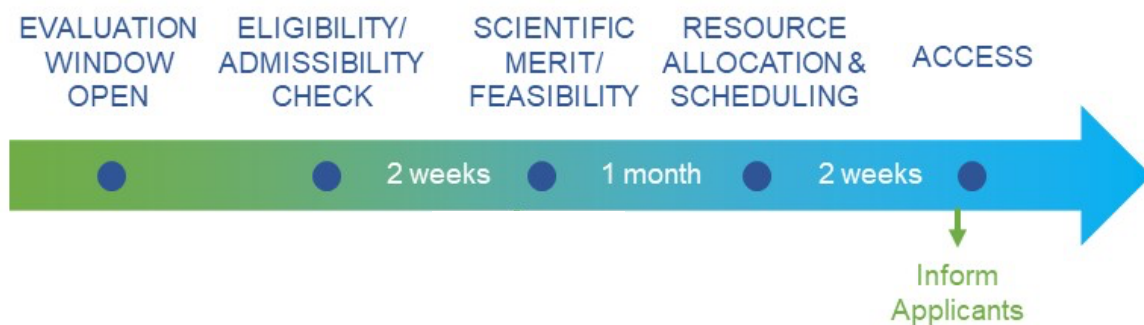 EVALUATION
WINDOW
OPEN
ELIGIBILITY/
ADMISSIBILITY
CHECK
SCIENTIFIC
MERIT/
FEASIBILITY
RESOURCE
ALLOCATION &
SCHEDULING
ACCESS
2 weeks
1 month
2 weeks
Inform
Applicants